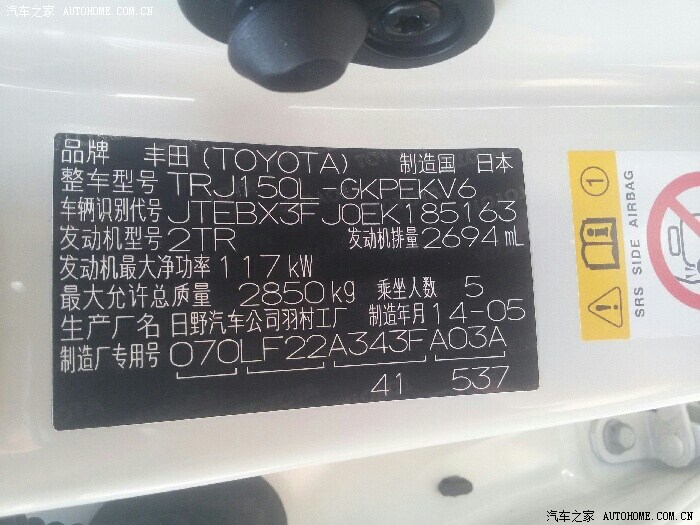 汽车之家 AUTOHOME.COM.CN
品牌 丰田(TOYOTA) 制造国 日本
整车型号 TRJ150L-GKPEKV6
车辆识别代号 JTEBX3FJ0EK185163
发动机型号 2TR 发动机排量 2694 mL
发动机最大净功率 117 kW
最大允许总质量 2850 kg 乘坐人数 5
生产厂名 日野汽车公司羽村工厂 制造年月 14-05
制造厂专用号 070LF22A343FA03A
41 537
SRS SIDE AIRBAG
1
汽车之家 AUTOHOME.COM.CN